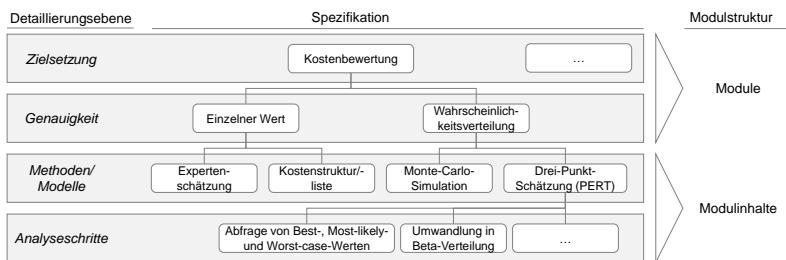 Detaillierungsebene
Spezifikation
Modulstruktur
Zielsetzung
Kostenbewertung
...
Module
Genauigkeit
Einzelner Wert
Wahrscheinlich-
keitsverteilung
Methoden/
Modelle
Experten-
schätzung
Kostenstruktur/-
liste
Monte-Carlo-
Simulation
Drei-Punkt-
Schätzung (PERT)
Modulinhalte
Analyseschritte
Abfrage von Best-, Most-likely-
und Worst-case-Werten
Umwandlung in
Beta-Verteilung
...